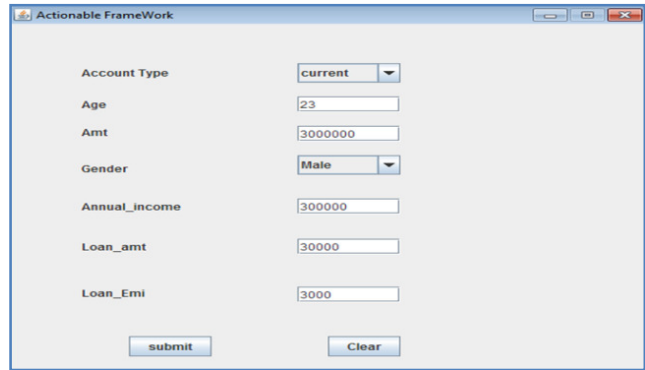 Actionable FrameWork
Account Type current
Age 23
Amt 3000000
Gender Male
Annual_income 300000
Loan_amt 30000
Loan_Emi 3000
submit Clear